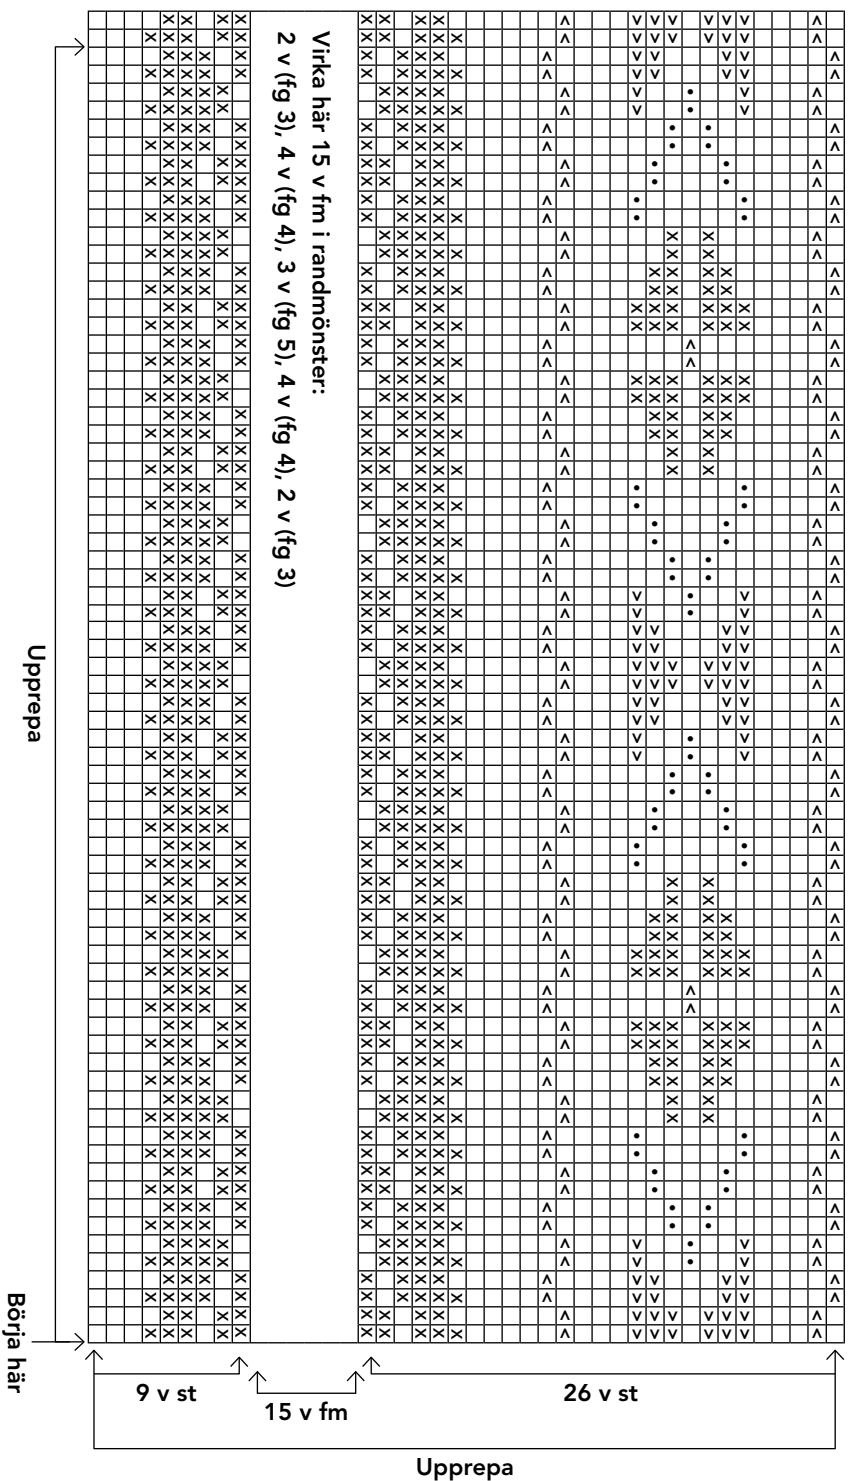 Virka här 15 v fm i randmönster:
2 v (fg 3), 4 v (fg 4), 3 v (fg 5), 4 v (fg 4), 2 v (fg 3)
Upprepa
Börja här
9 v st
15 v fm
26 v st
Upprepa